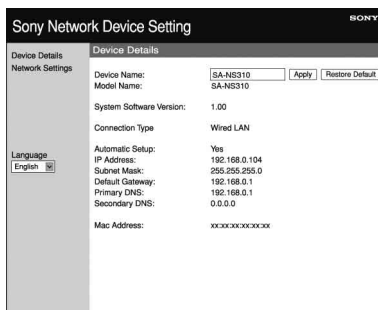 Sony Network Device Setting
SONY
Device Details
Network Settings
Language
English
Device Details
Device Name: SA-NS310 Apply Restore Default
Model Name: SA-NS310
System Software Version: 1.00
Connection Type Wired LAN
Automatic Setup: Yes
IP Address: 192.168.0.104
Subnet Mask: 255.255.255.0
Default Gateway: 192.168.0.1
Primary DNS: 192.168.0.1
Secondary DNS: 0.0.0.0
Mac Address: xx:xx:xx:xx:xx:xx